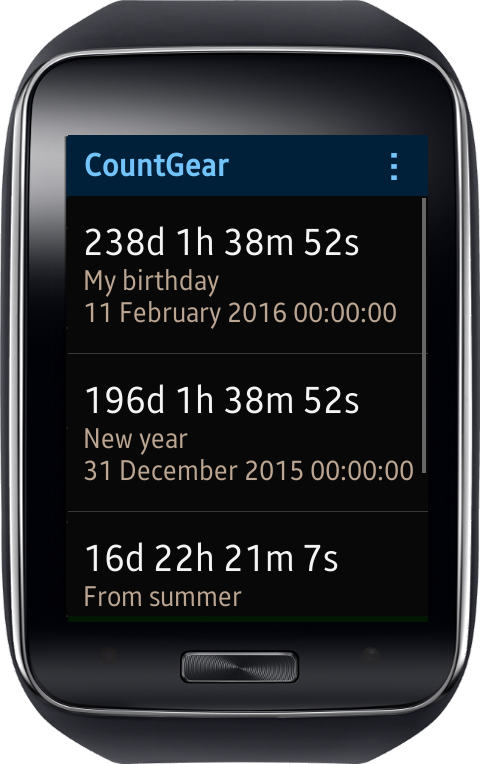 CountGear
238d 1h 38m 52s
My birthday
11 February 2016 00:00:00
196d 1h 38m 52s
New year
31 December 2015 00:00:00
16d 22h 21m 7s
From summer